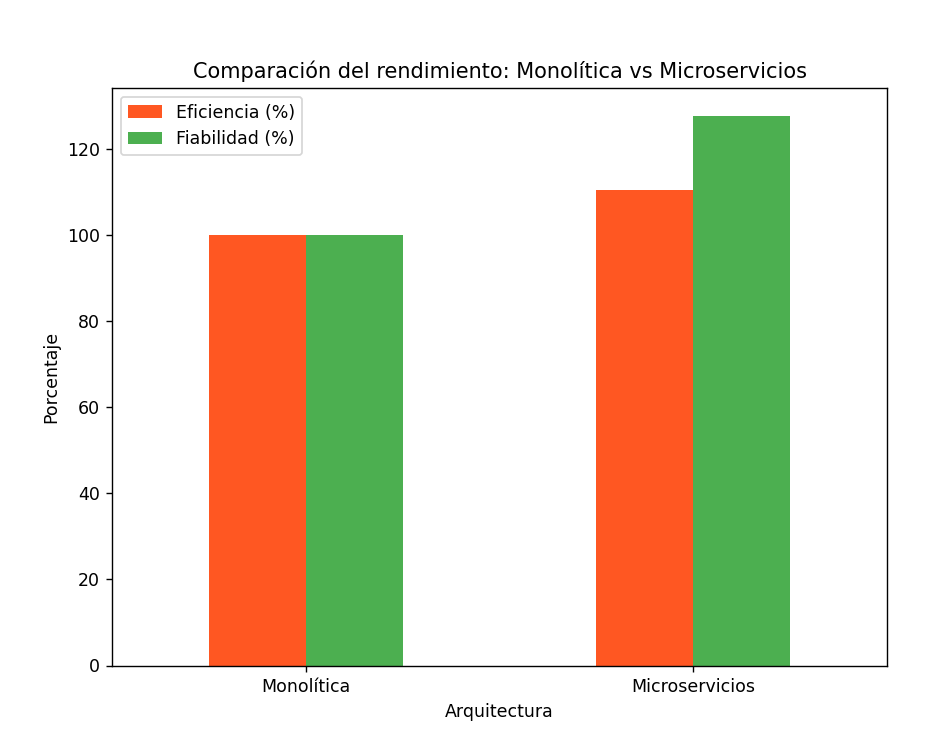 Comparación del rendimiento: Monolítica vs Microservicios
Eficiencia (%)
Fiabilidad (%)
Porcentaje
120
100
80
60
40
20
0
Monolítica
Microservicios
Arquitectura